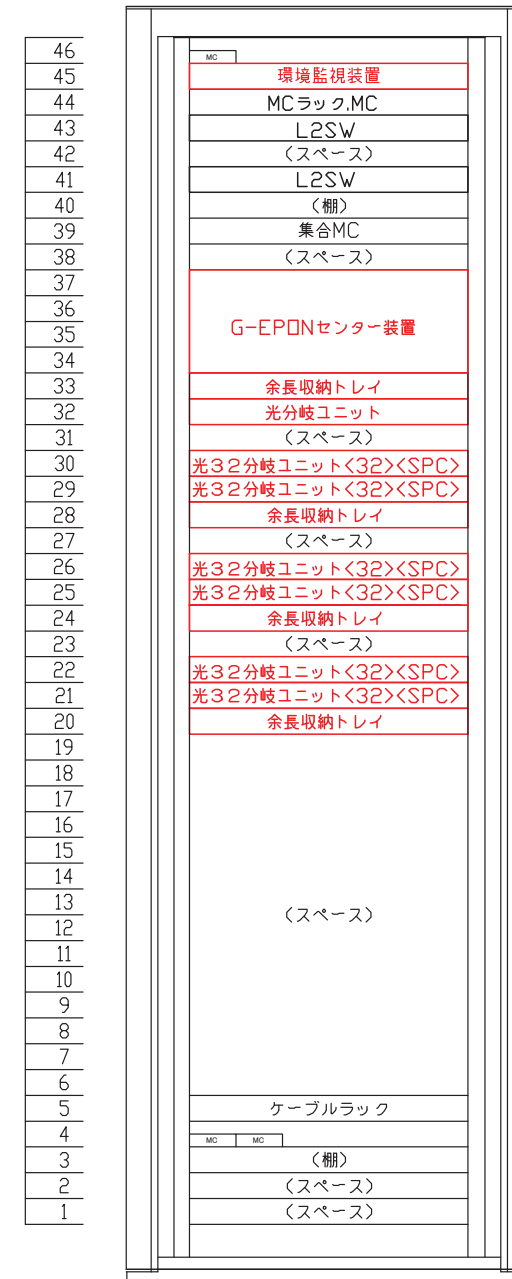 46 MC
45 環境監視装置
44 MCラック,MC
43 L2SW
42 (スペース)
41 L2SW
40 (棚)
39 集合MC
38 (スペース)
37
36
35 G-EPONセンター装置
34
33 余長収納トレイ
32 光分岐ユニット
31 (スペース)
30 光32分岐ユニット<32><SPC>
29 光32分岐ユニット<32><SPC>
28 余長収納トレイ
27 (スペース)
26 光32分岐ユニット<32><SPC>
25 光32分岐ユニット<32><SPC>
24 余長収納トレイ
23 (スペース)
22 光32分岐ユニット<32><SPC>
21 光32分岐ユニット<32><SPC>
20 余長収納トレイ
19
18
17
16
15
14
13 (スペース)
12
11
10
9
8
7
6
5 ケーブルラック
4 MC MC
3 (棚)
2 (スペース)
1 (スペース)